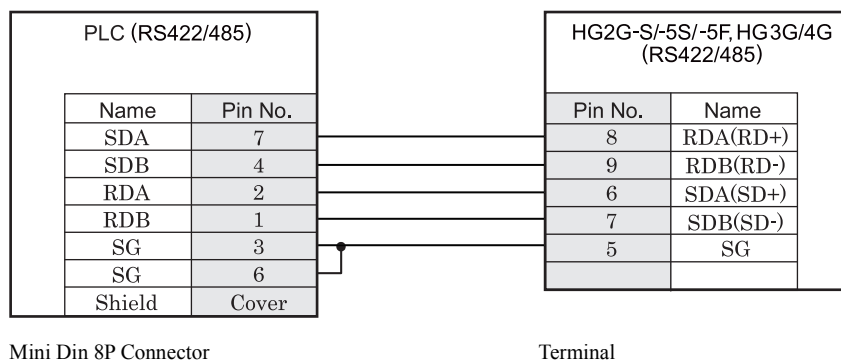 PLC (RS422/485)
Name Pin No.
SDA 7
SDB 4
RDA 2
RDB 1
SG 3
SG 6
Shield Cover
HG2G-S/-5S/-5F, HG3G/4G
(RS422/485)
Pin No. Name
8 RDA(RD+)
9 RDB(RD-)
6 SDA(SD+)
7 SDB(SD-)
5 SG
Mini Din 8P Connector
Terminal